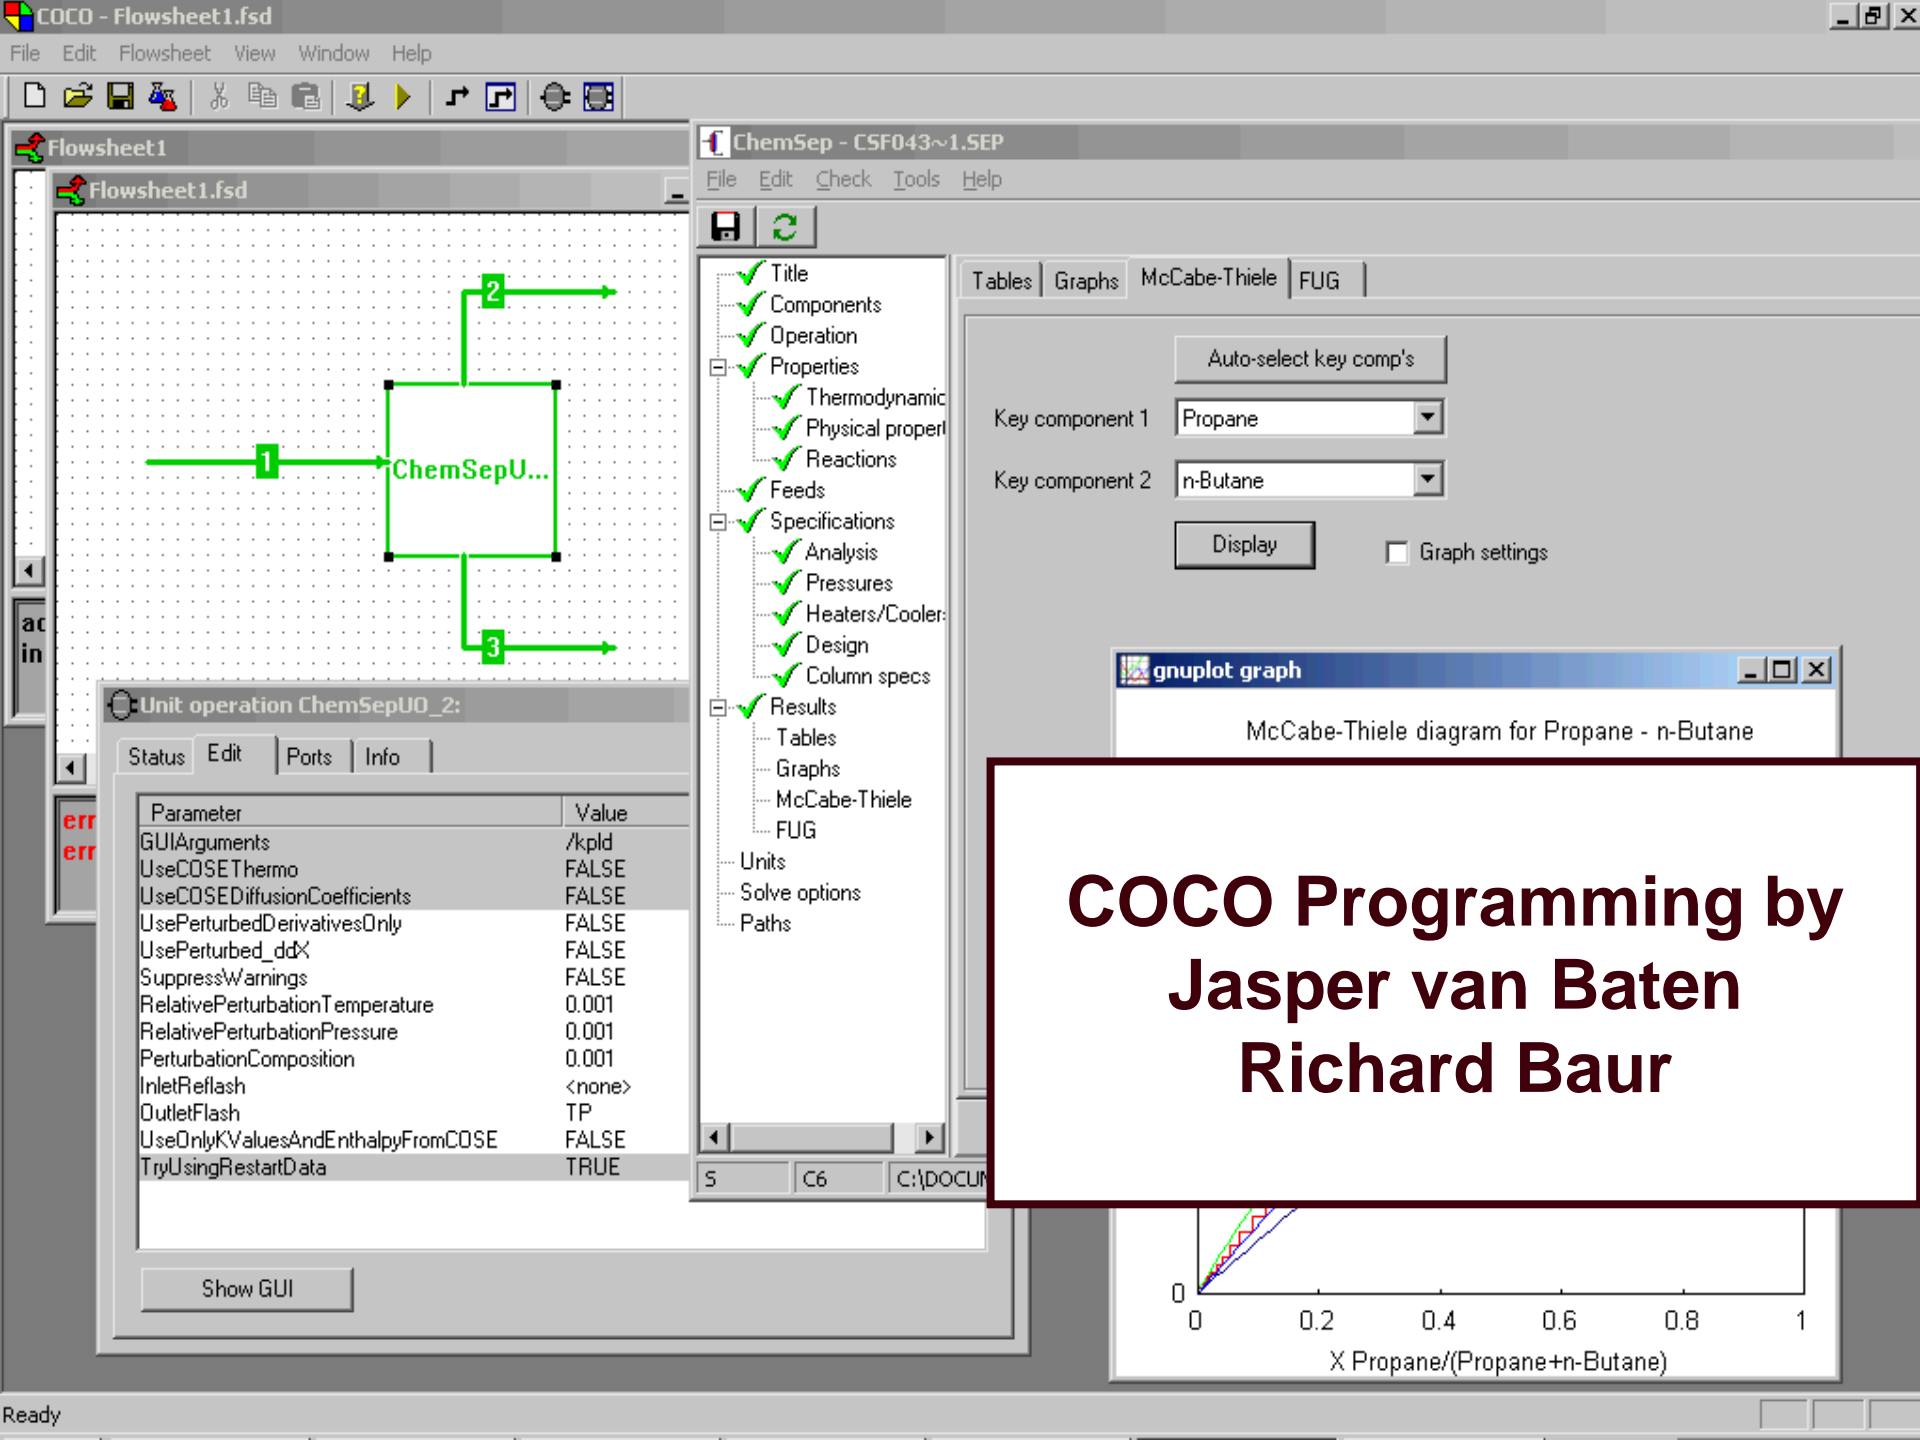 COCO - Flowsheet1.fsd
File Edit Flowsheet View Window Help
Flowsheet1
Flowsheet1.fsd
2
1
ChemSepU...
3
ac
in
err
err
Unit operation ChemSepUO_2:
Status Edit Ports Info
Parameter Value
GUIArguments /kpld
UseCOSEThermo FALSE
UseCOSEDiffusionCoefficients FALSE
UsePerturbedDerivativesOnly FALSE
UsePerturbed_ddX FALSE
SuppressWarnings FALSE
RelativePerturbationTemperature 0.001
RelativePerturbationPressure 0.001
PerturbationComposition 0.001
InletReflash <none>
OutletFlash TP
UseOnlyKValuesAndEnthalpyFromCOSE FALSE
TryUsingRestartData TRUE
Show GUI
ChemSep - CSF043~1.SEP
File Edit Check Tools Help
Title
Components
Operation
Properties
Thermodynamic
Physical propert
Reactions
Feeds
Specifications
Analysis
Pressures
Heaters/Cooler
Design
Column specs
Results
Tables
Graphs
McCabe-Thiele
FUG
Units
Solve options
Paths
S C6 C:\DOCUM
Tables Graphs McCabe-Thiele FUG
Auto-select key comp's
Key component 1 Propane
Key component 2 n-Butane
Display Graph settings
gnuplot graph
McCabe-Thiele diagram for Propane - n-Butane
COCO Programming by
Jasper van Baten
Richard Baur
0
0 0.2 0.4 0.6 0.8 1
X Propane/(Propane+n-Butane)
Ready